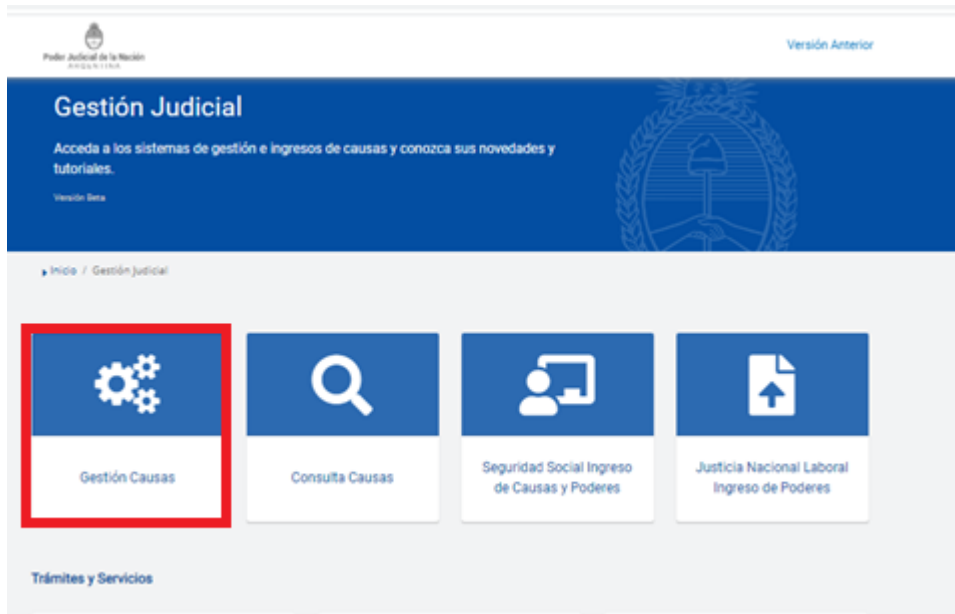 Poder Judicial de la Nación
ARGENTINA
Versión Anterior
Gestión Judicial
Acceda a los sistemas de gestión e ingresos de causas y conozca sus novedades y
tutoriales.
Versión Beta
Inicio / Gestión Judicial
Gestión Causas
Consulta Causas
Seguridad Social Ingreso
de Causas y Poderes
Justicia Nacional Laboral
Ingreso de Poderes
Trámites y Servicios